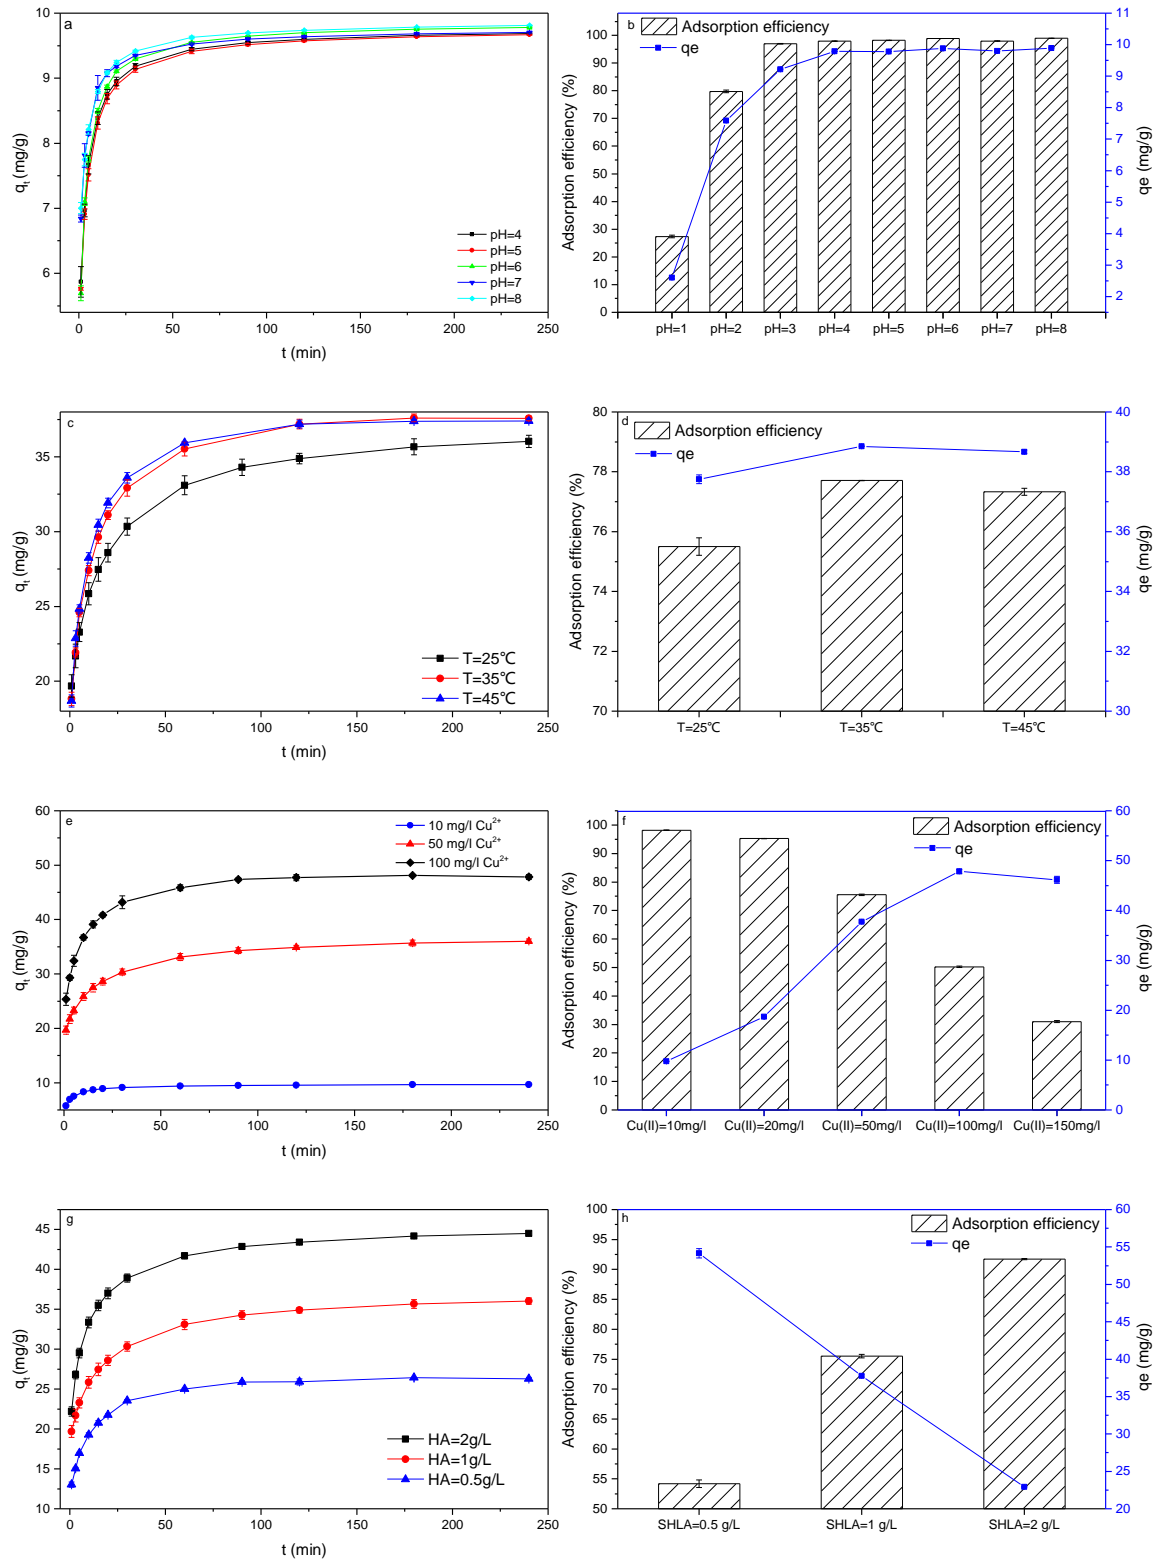 a
10
9
8
7
6
q_t (mg/g)
pH=4
pH=5
pH=6
pH=7
pH=8
0 50 100 150 200 250
t (min)
b
Adsorption efficiency
qe
100
90
80
70
60
50
40
30
20
10
0
Adsorption efficiency (%)
11
10
9
8
7
6
5
4
3
2
qe (mg/g)
pH=1 pH=2 pH=3 pH=4 pH=5 pH=6 pH=7 pH=8
c
35
30
25
20
q_t (mg/g)
T=25℃
T=35℃
T=45℃
0 50 100 150 200 250
t (min)
d
Adsorption efficiency
qe
80
78
76
74
72
70
Adsorption efficiency (%)
40
38
36
34
32
30
qe (mg/g)
T=25℃ T=35℃ T=45℃
e
60
50
40
30
20
10
q_t (mg/g)
10 mg/l Cu²⁺
50 mg/l Cu²⁺
100 mg/l Cu²⁺
0 50 100 150 200 250
t (min)
f
Adsorption efficiency
qe
100
90
80
70
60
50
40
30
20
10
0
Adsorption efficiency (%)
60
50
40
30
20
10
0
qe (mg/g)
Cu(II)=10mg/l Cu(II)=20mg/l Cu(II)=50mg/l Cu(II)=100mg/l Cu(II)=150mg/l
g
45
40
35
30
25
20
15
10
q_t (mg/g)
HA=2g/L
HA=1g/L
HA=0.5g/L
0 50 100 150 200 250
t (min)
h
Adsorption efficiency
qe
100
95
90
85
80
75
70
65
60
55
50
Adsorption efficiency (%)
60
55
50
45
40
35
30
25
20
qe (mg/g)
SHLA=0.5 g/L SHLA=1 g/L SHLA=2 g/L